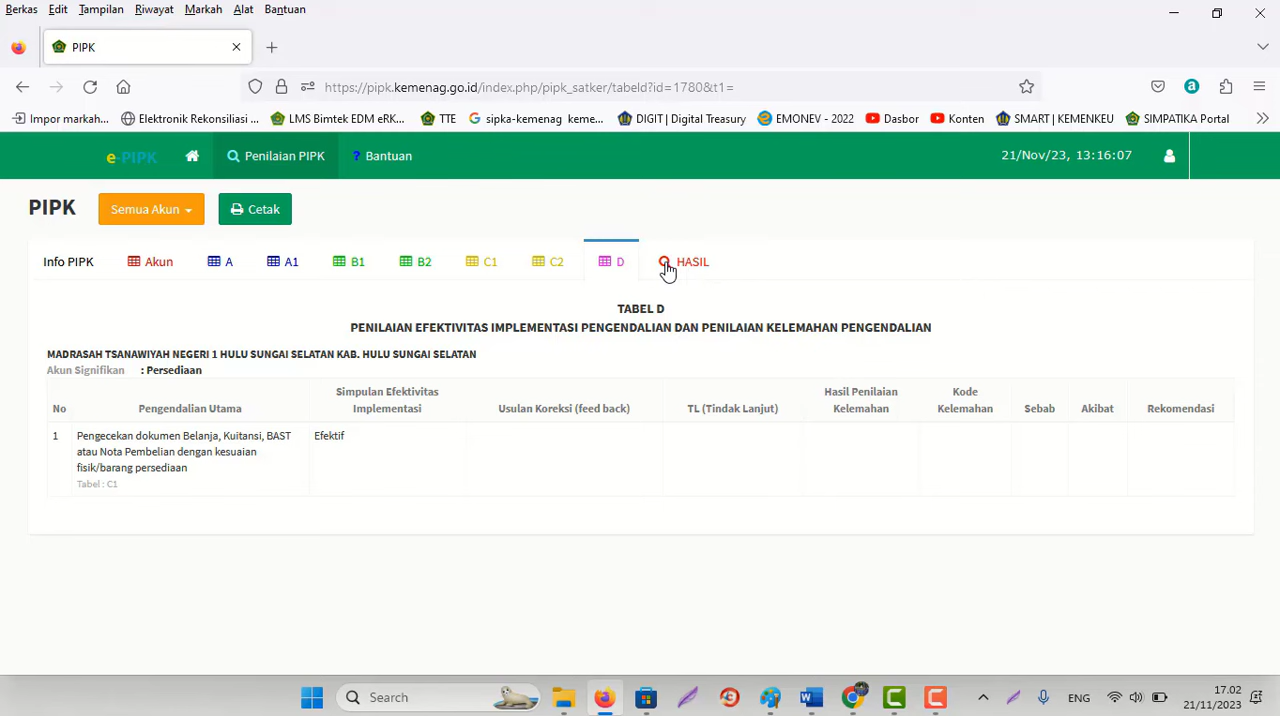 Berkas Edit Tampilan Riwayat Markah Alat Bantuan
PIPK
https://pipk.kemenag.go.id/index.php/pipk_satker/tabeld?id=1780&t1=
Impor markah... Elektronik Rekonsiliasi ... LMS Bimtek EDM eRK... TTE sipka-kemenag keme... DIGIT | Digital Treasury EMONEV - 2022 Dasbor Konten SMART | KEMENKEU SIMPATIKA Portal
e-PIPK Penilaian PIPK ? Bantuan 21/Nov/23, 13:16:07
PIPK Semua Akun Cetak
Info PIPK Akun A A1 B1 B2 C1 C2 D HASIL
TABEL D
PENILAIAN EFEKTIVITAS IMPLEMENTASI PENGENDALIAN DAN PENILAIAN KELEMAHAN PENGENDALIAN
MADRASAH TSANAWIYAH NEGERI 1 HULU SUNGAI SELATAN KAB. HULU SUNGAI SELATAN
Akun Signifikan : Persediaan
Simpulan Efektivitas Hasil Penilaian Kode
No Pengendalian Utama Implementasi Usulan Koreksi (feed back) TL (Tindak Lanjut) Kelemahan Kelemahan Sebab Akibat Rekomendasi
1 Pengecekan dokumen Belanja, Kuitansi, BAST Efektif
atau Nota Pembelian dengan kesuaian
fisik/barang persediaan
Tabel : C1
Search ENG 17.02
21/11/2023